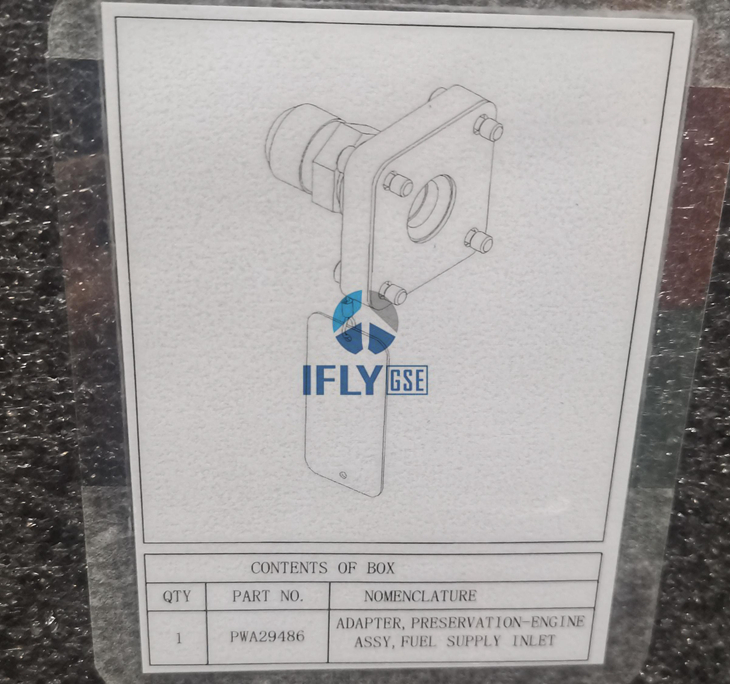 IFLY GSE
CONTENTS OF BOX
QTY PART NO. NOMENCLATURE
1 PWA29486 ADAPTER, PRESERVATION-ENGINE
ASSY, FUEL SUPPLY INLET